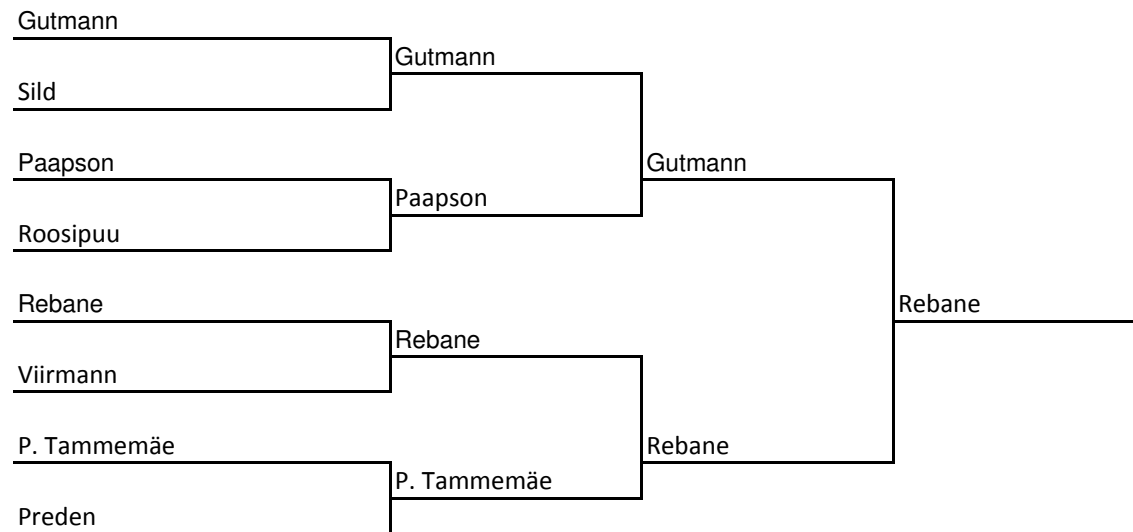 Gutmann
Gutmann
Sild
Paapson
Gutmann
Paapson
Roosipuu
Rebane
Rebane
Rebane
Viirmann
P. Tammemäe
Rebane
P. Tammemäe
Preden